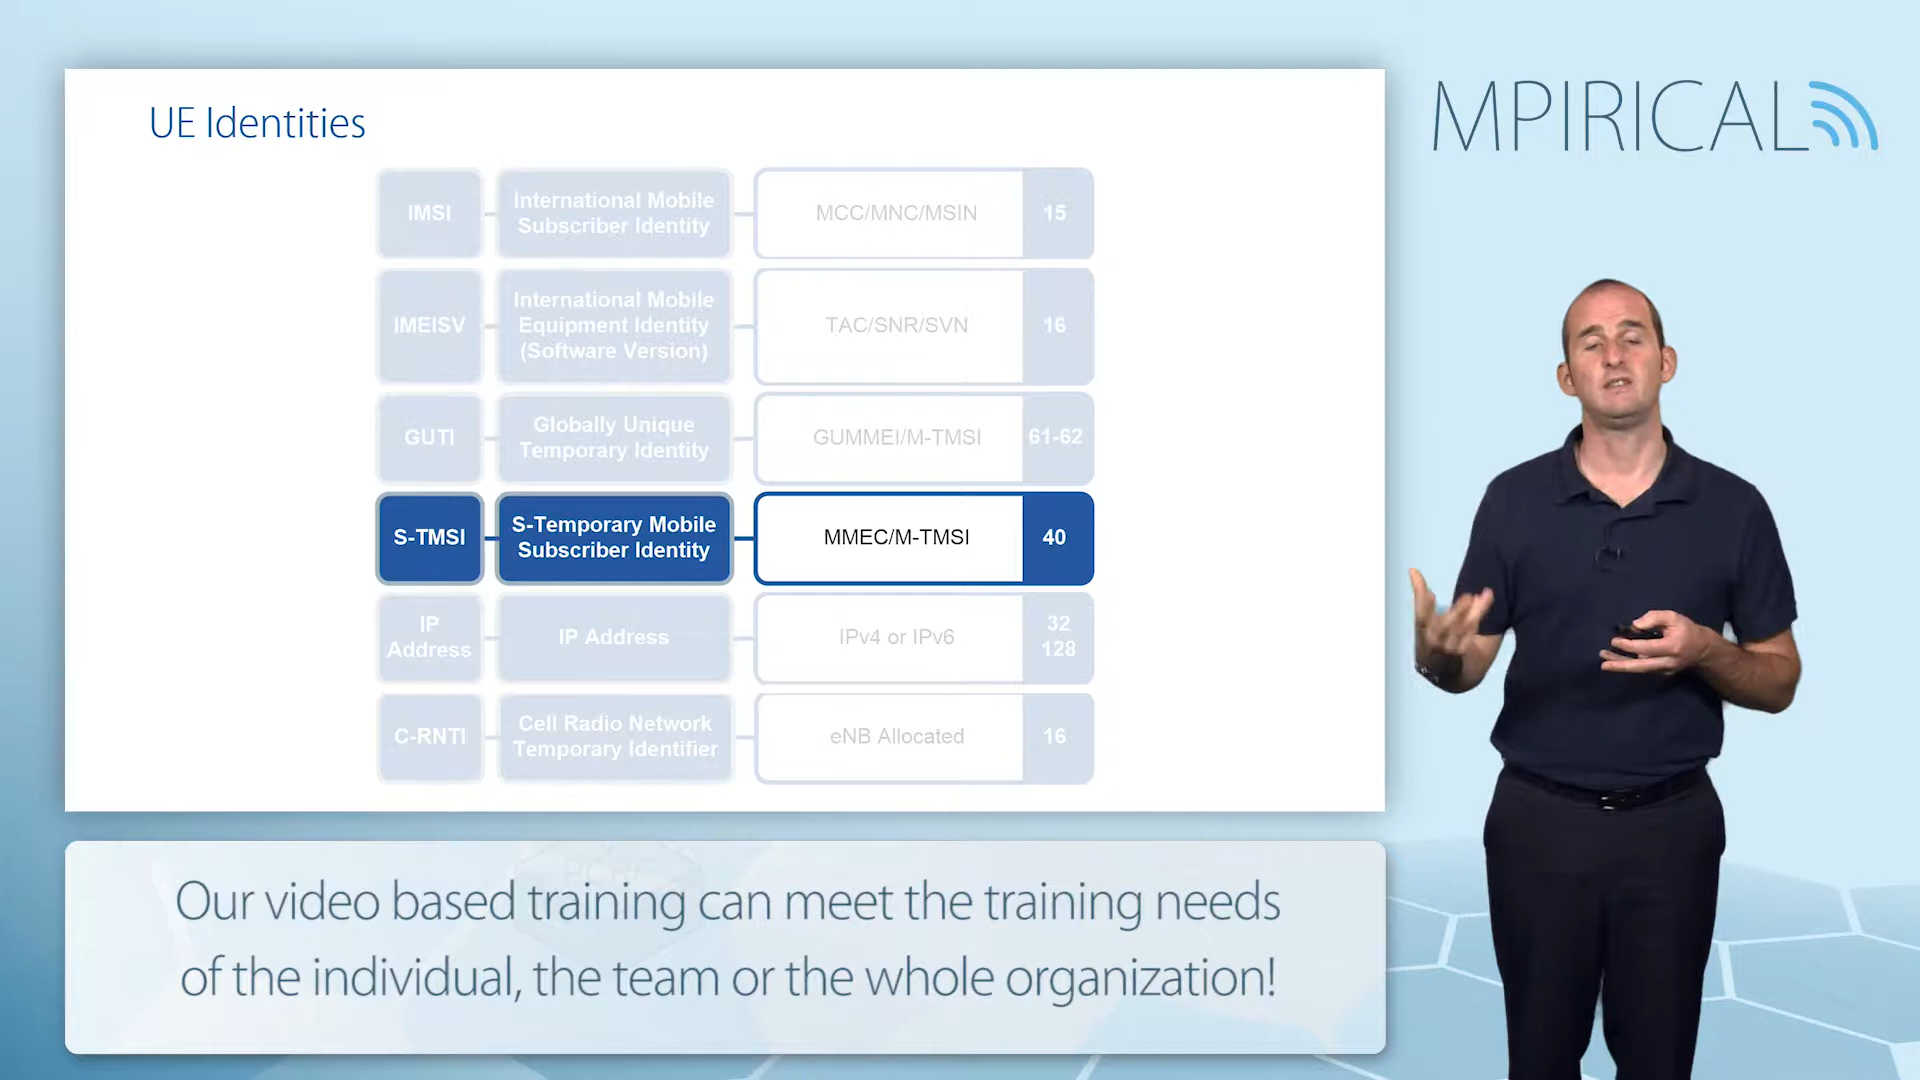 UE Identities
MPIRICAL
IMSI
International Mobile
Subscriber Identity
MCC/MNC/MSIN
15
IMEISV
International Mobile
Equipment Identity
(Software Version)
TAC/SNR/SVN
16
GUTI
Globally Unique
Temporary Identity
GUMMEI/M-TMSI
61-62
S-TMSI
S-Temporary Mobile
Subscriber Identity
MMEC/M-TMSI
40
IP
Address
IP Address
IPv4 or IPv6
32
128
C-RNTI
Cell Radio Network
Temporary Identifier
eNB Allocated
16
Our video based training can meet the training needs
of the individual, the team or the whole organization!